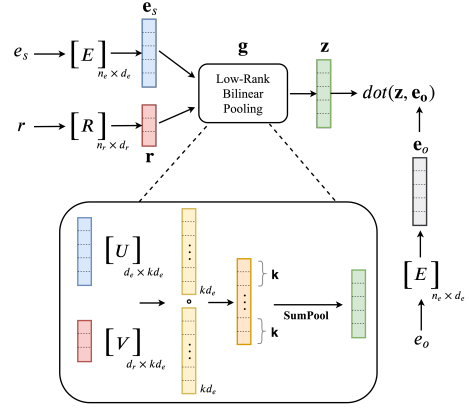 e_s
[E] n_e × d_e
𝐞_s
r
[R] n_r × d_r
𝐫
𝐠
Low-Rank
Bilinear
Pooling
𝐳
dot(𝐳, 𝐞_𝐨)
𝐞_o
[E] n_e × d_e
e_o
[U] d_e × kd_e
kd_e
[V] d_r × kd_e
kd_e
k
k
SumPool